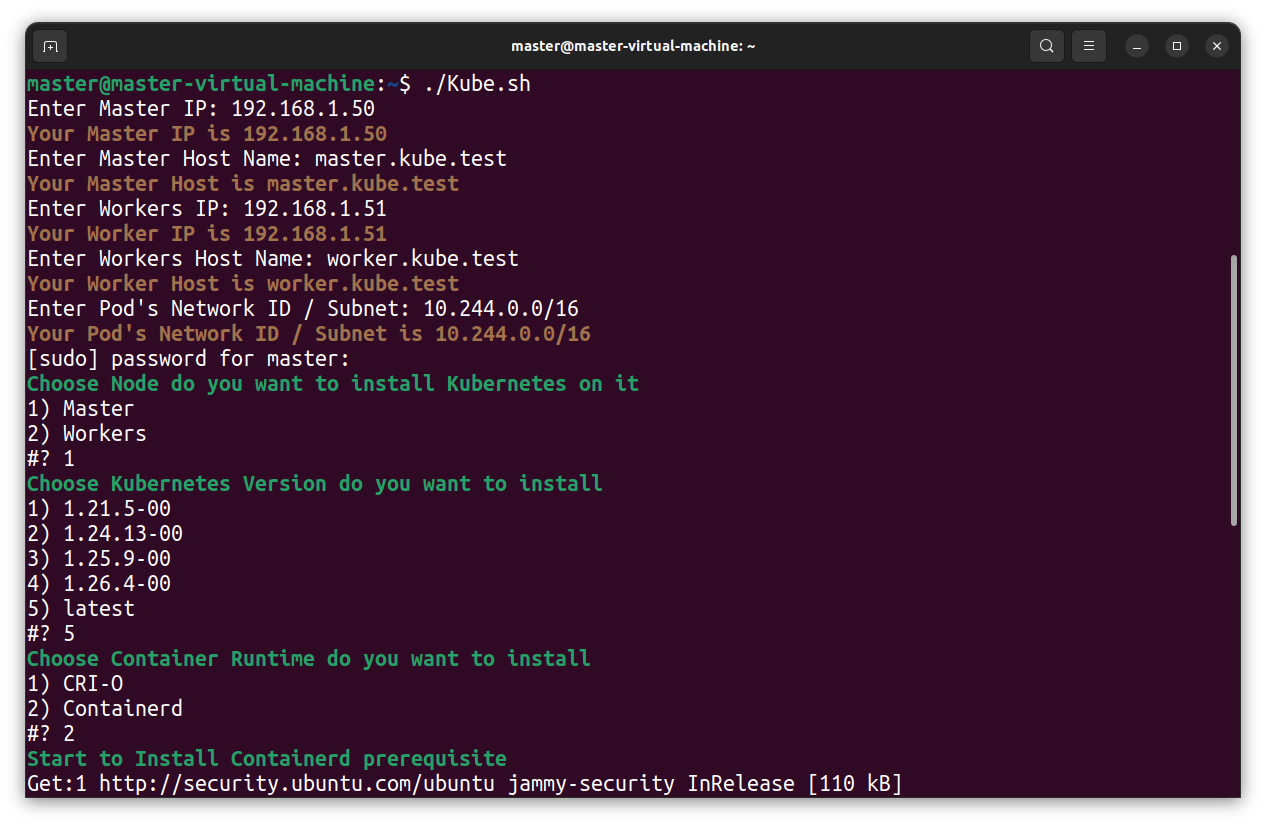 master@master-virtual-machine: ~
master@master-virtual-machine:~$ ./Kube.sh
Enter Master IP: 192.168.1.50
Your Master IP is 192.168.1.50
Enter Master Host Name: master.kube.test
Your Master Host is master.kube.test
Enter Workers IP: 192.168.1.51
Your Worker IP is 192.168.1.51
Enter Workers Host Name: worker.kube.test
Your Worker Host is worker.kube.test
Enter Pod's Network ID / Subnet: 10.244.0.0/16
Your Pod's Network ID / Subnet is 10.244.0.0/16
[sudo] password for master:
Choose Node do you want to install Kubernetes on it
1) Master
2) Workers
#? 1
Choose Kubernetes Version do you want to install
1) 1.21.5-00
2) 1.24.13-00
3) 1.25.9-00
4) 1.26.4-00
5) latest
#? 5
Choose Container Runtime do you want to install
1) CRI-O
2) Containerd
#? 2
Start to Install Containerd prerequisite
Get:1 http://security.ubuntu.com/ubuntu jammy-security InRelease [110 kB]